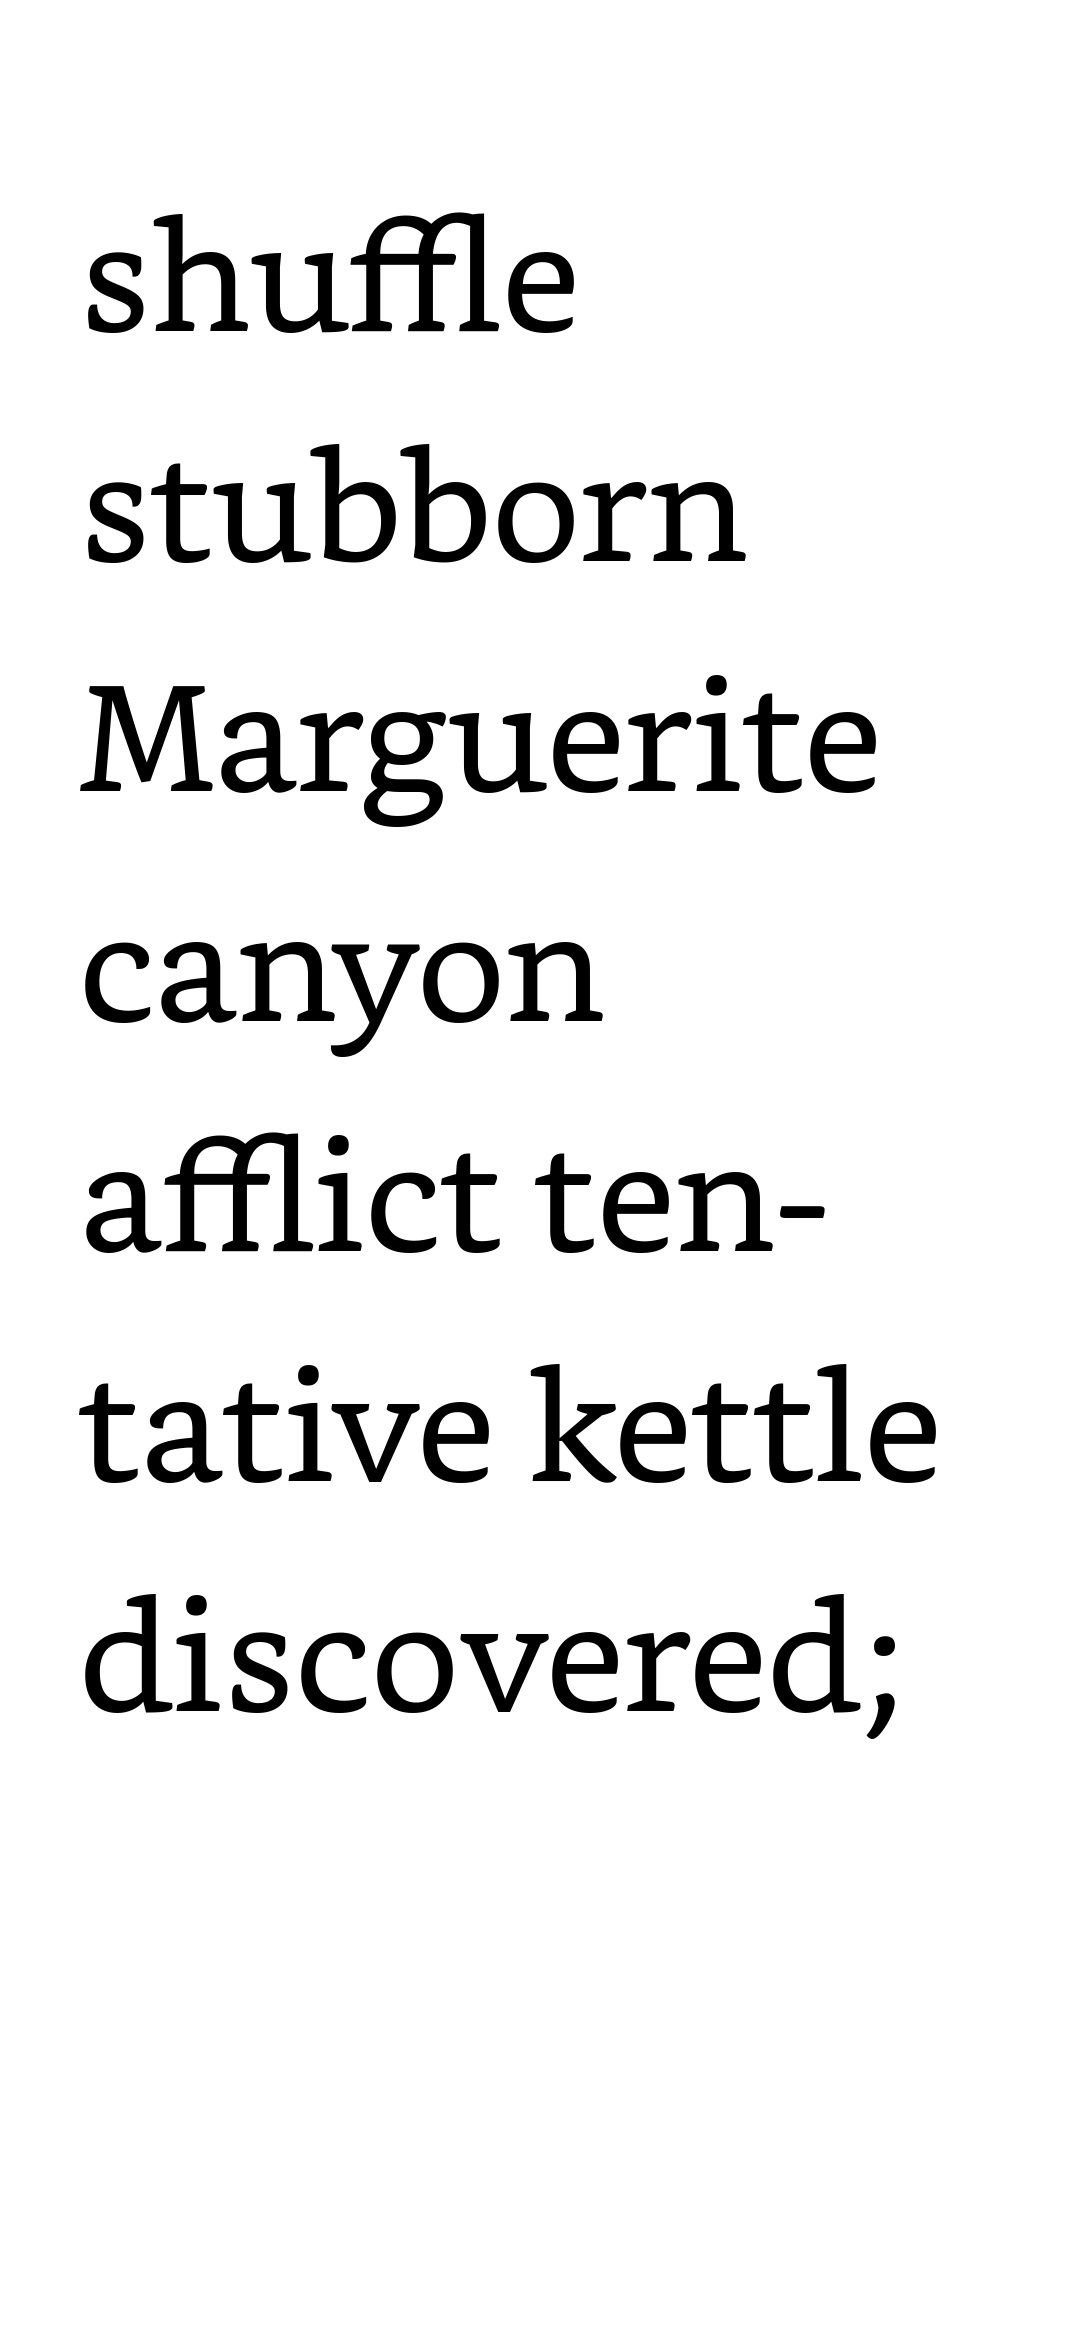 shuffle
stubborn
Marguerite
canyon
afflict ten-
tative kettle
discovered;